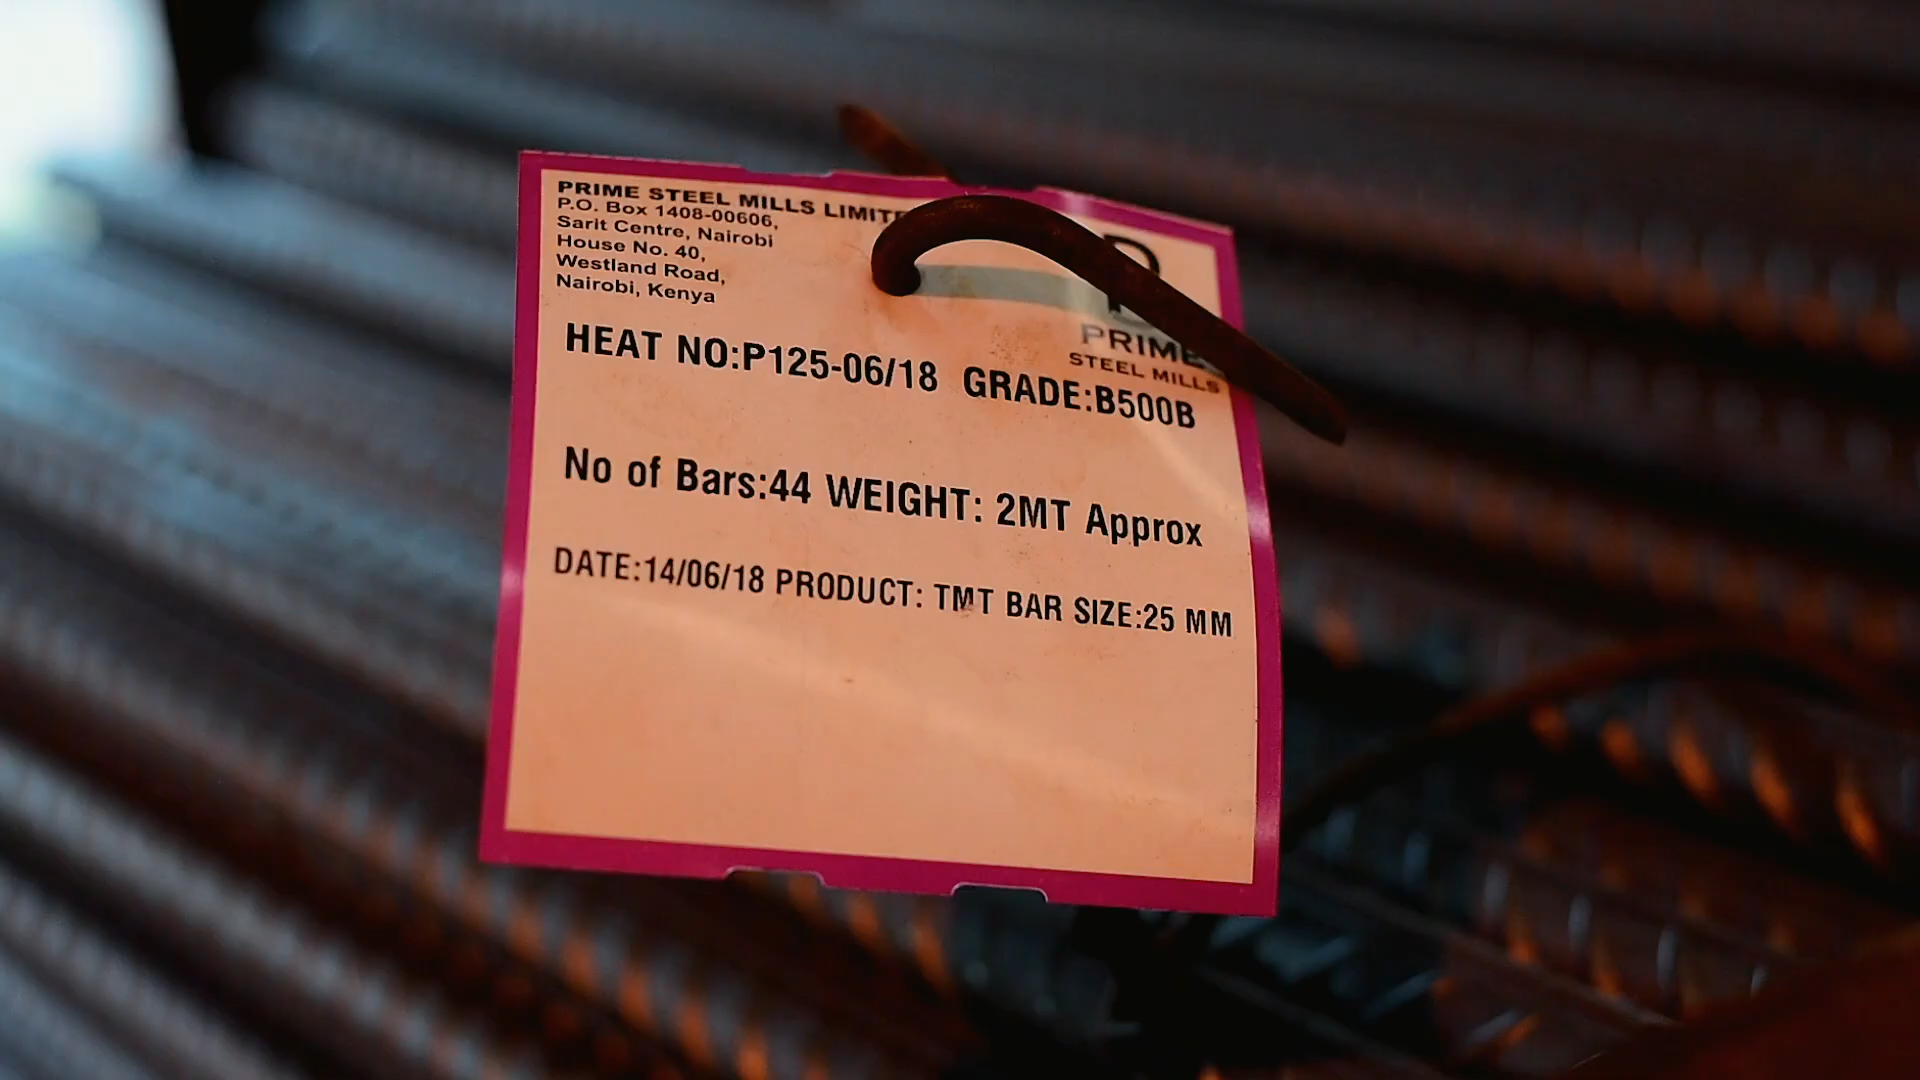 PRIME STEEL MILLS
P.O. Box 1408-00606,
Sarit Centre, Nairobi
House No. 40,
Westland Road,
Nairobi, Kenya
PRIME
STEEL MILLS
HEAT NO:P125-06/18 GRADE:B500B
No of Bars:44 WEIGHT: 2MT Approx
DATE:14/06/18 PRODUCT: TMT BAR SIZE:25 MM